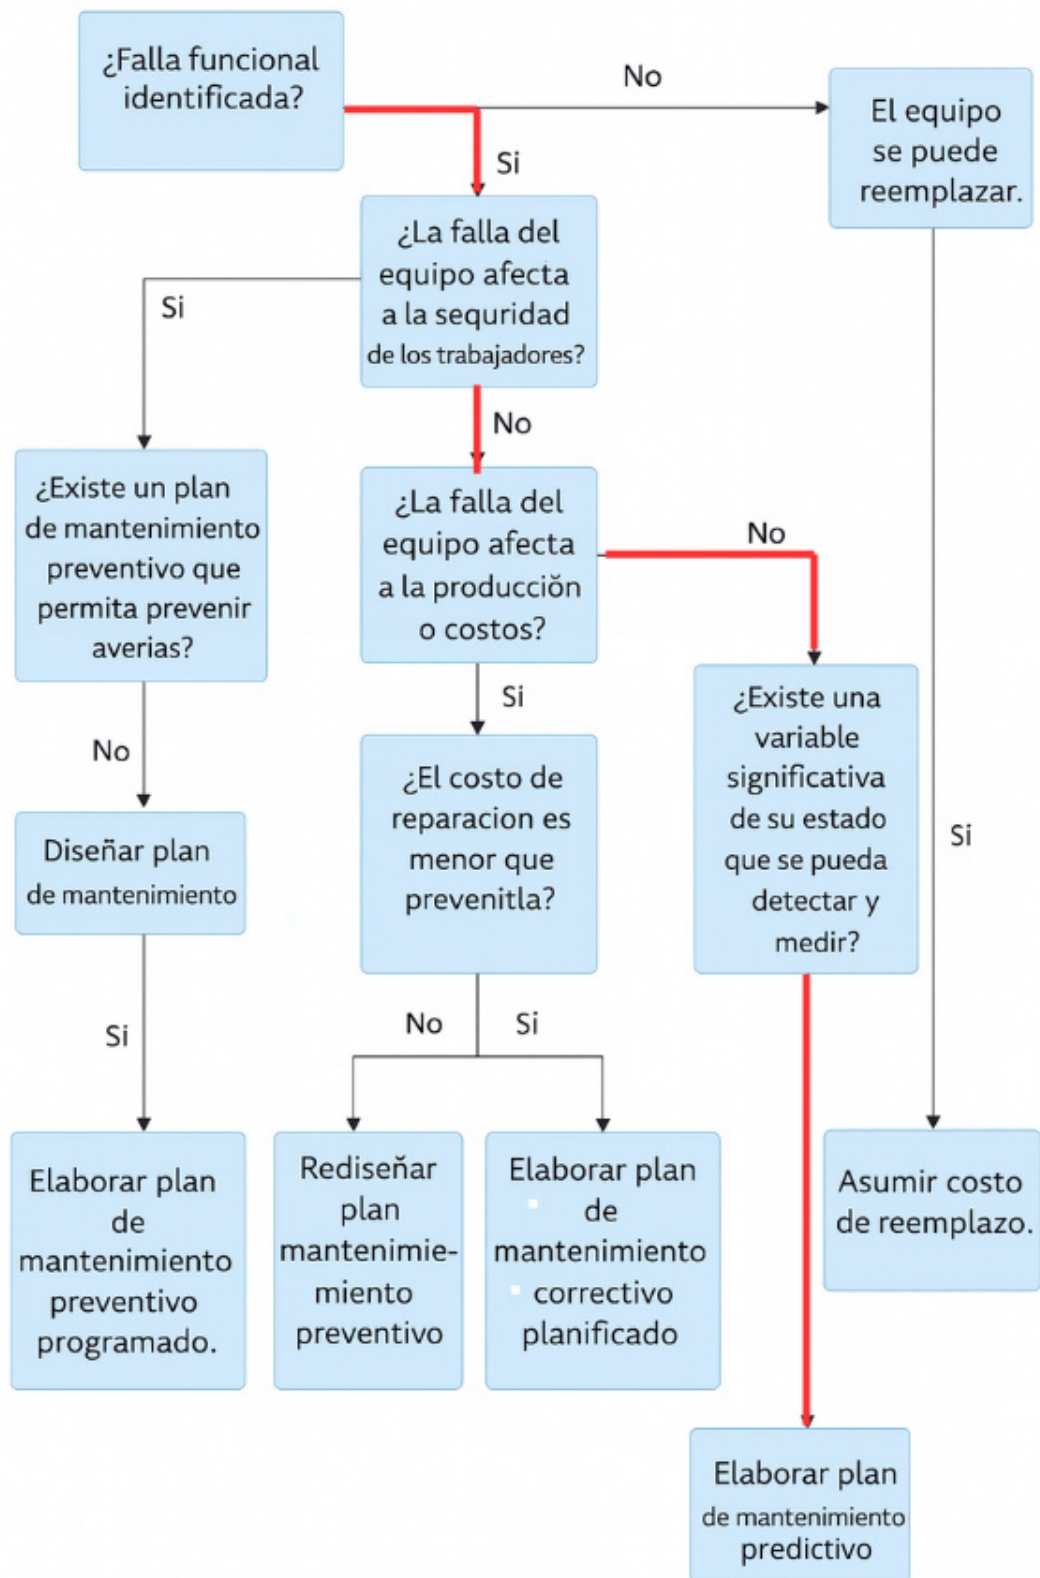 ¿Falla funcional
identificada?
No
El equipo
se puede
reemplazar.
Si
¿La falla del
equipo afecta
a la sequridad
de los trabajadores?
Si
No
¿Existe un plan
de mantenimiento
preventivo que
permita prevenir
averias?
¿La falla del
equipo afecta
a la producciŏn
o costos?
No
Si
¿Existe una
variable
significativa
de su estado
que se pueda
detectar y
medir?
No
¿El costo de
reparacion es
menor que
prevenitla?
Si
Diseñar plan
de mantenimiento
Si
No
Si
Elaborar plan
de
mantenimiento
preventivo
programado.
Rediseñar
plan
mantenimie-
miento
preventivo
Elaborar plan
de
mantenimiento
correctivo
planificado
Asumir costo
de reemplazo.
Elaborar plan
de mantenimiento
predictivo